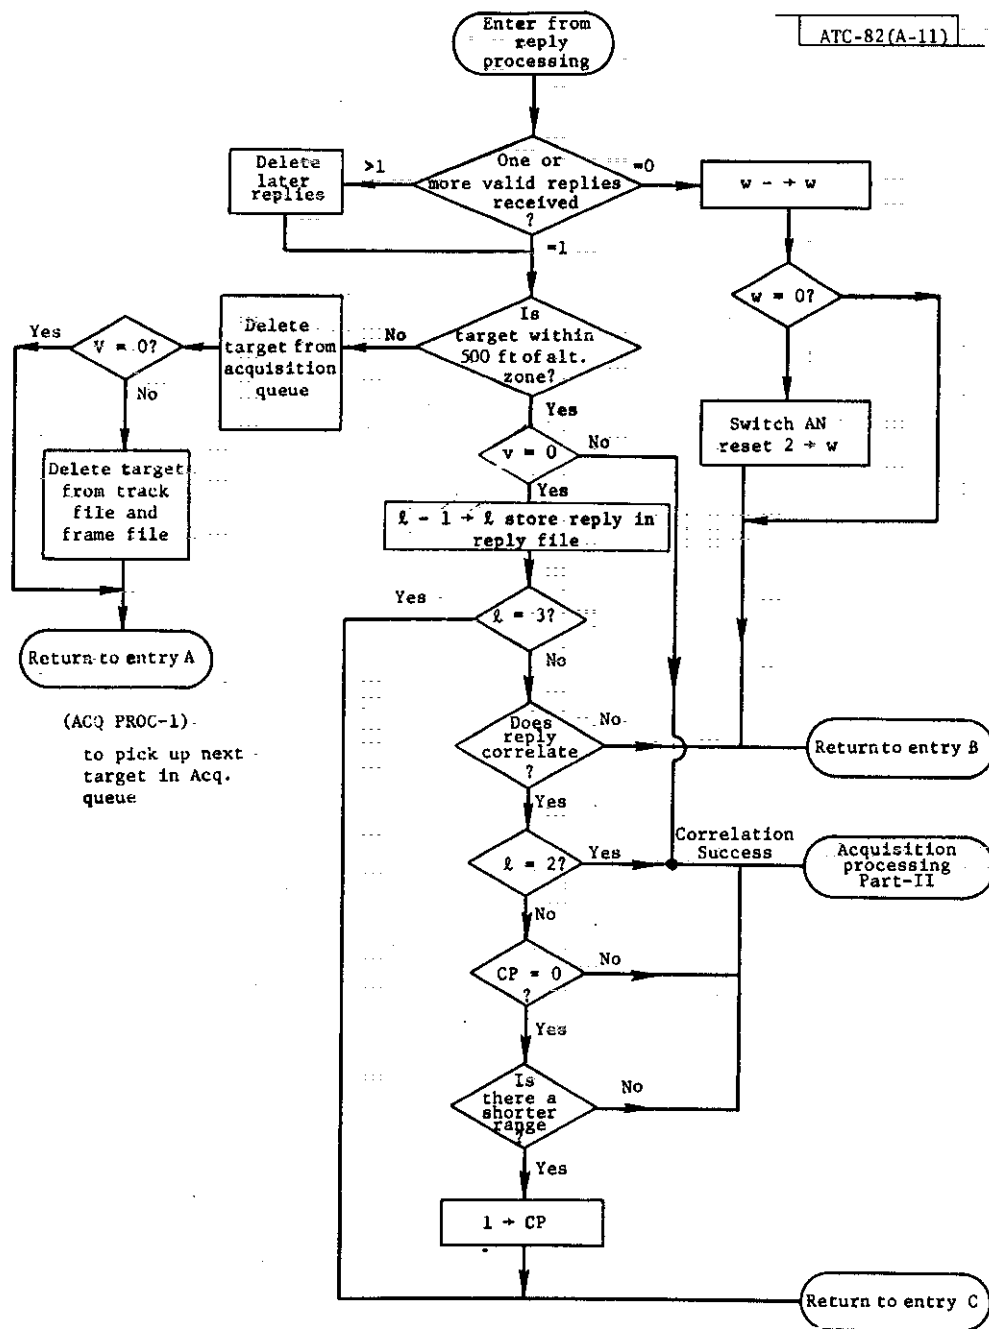 Enter from
reply
processing
ATC-82(A-11)
Delete
later
replies
>1
One or
more valid replies
received
?
=0
w - → w
=1
w = 0?
Yes
V = 0?
No
Delete
target from
acquisition
queue
No
Is
target within
500 ft of alt.
zone?
Yes
Switch AN
reset 2 → w
v = 0
No
Yes
Delete target
from track
file and
frame file
ℓ - 1 → ℓ store reply in
reply file
Yes
ℓ = 3?
No
Return to entry A
(ACQ PROC-1)
to pick up next
target in Acq.
queue
Does
reply
correlate
?
No
Return to entry B
Yes
ℓ = 2?
Yes
Correlation
Success
Acquisition
processing
Part-II
No
CP = 0
?
No
Yes
Is
there a
shorter
range
?
No
Yes
1 → CP
Return to entry C